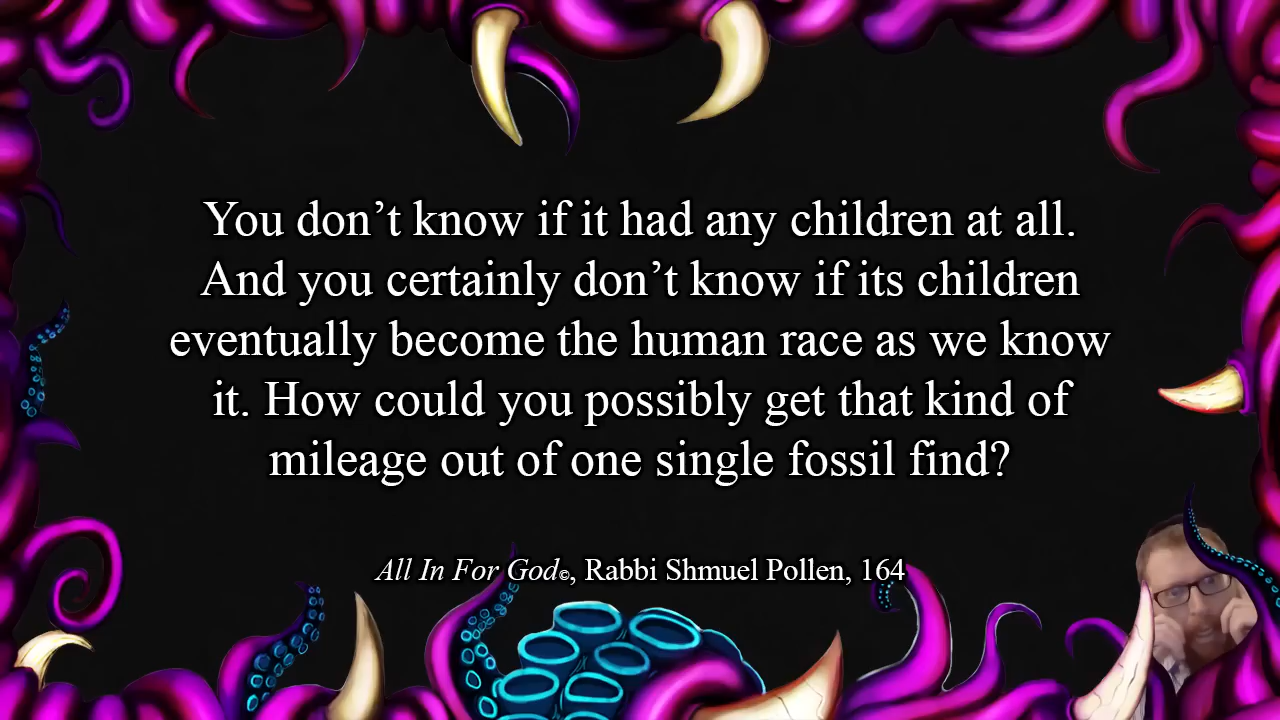 You don’t know if it had any children at all.
And you certainly don’t know if its children
eventually become the human race as we know
it. How could you possibly get that kind of
mileage out of one single fossil find?
All In For God©, Rabbi Shmuel Pollen, 164